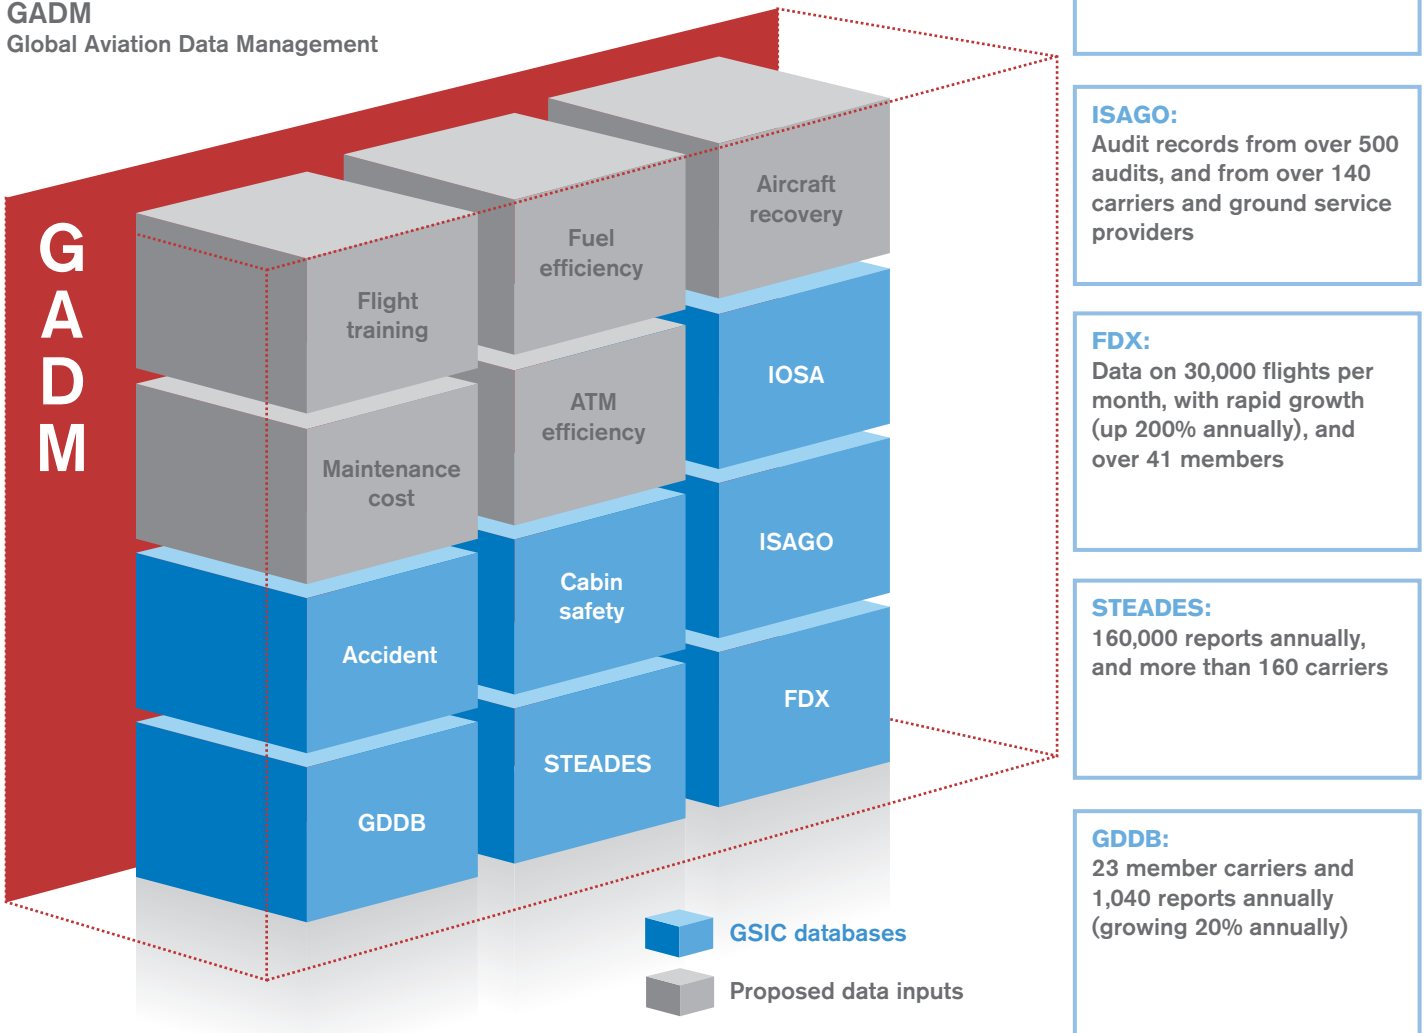 GADM
Global Aviation Data Management
G
A
D
M
Flight
training
Fuel
efficiency
Aircraft
recovery
Maintenance
cost
ATM
efficiency
IOSA
Accident
Cabin
safety
ISAGO
GDDB
STEADES
FDX
GSIC databases
Proposed data inputs
ISAGO:
Audit records from over 500
audits, and from over 140
carriers and ground service
providers
FDX:
Data on 30,000 flights per
month, with rapid growth
(up 200% annually), and
over 41 members
STEADES:
160,000 reports annually,
and more than 160 carriers
GDDB:
23 member carriers and
1,040 reports annually
(growing 20% annually)